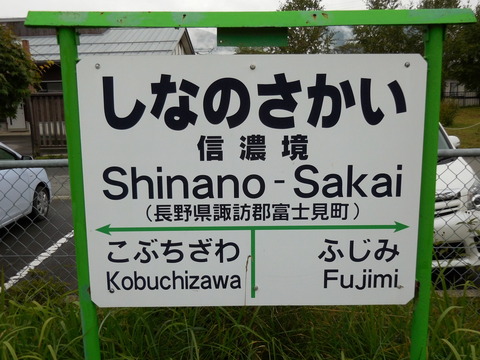 しなのさかい
信濃境
Shinano-Sakai
（長野県諏訪郡富士見町）
こぶちざわ ふじみ
Kobuchizawa Fujimi